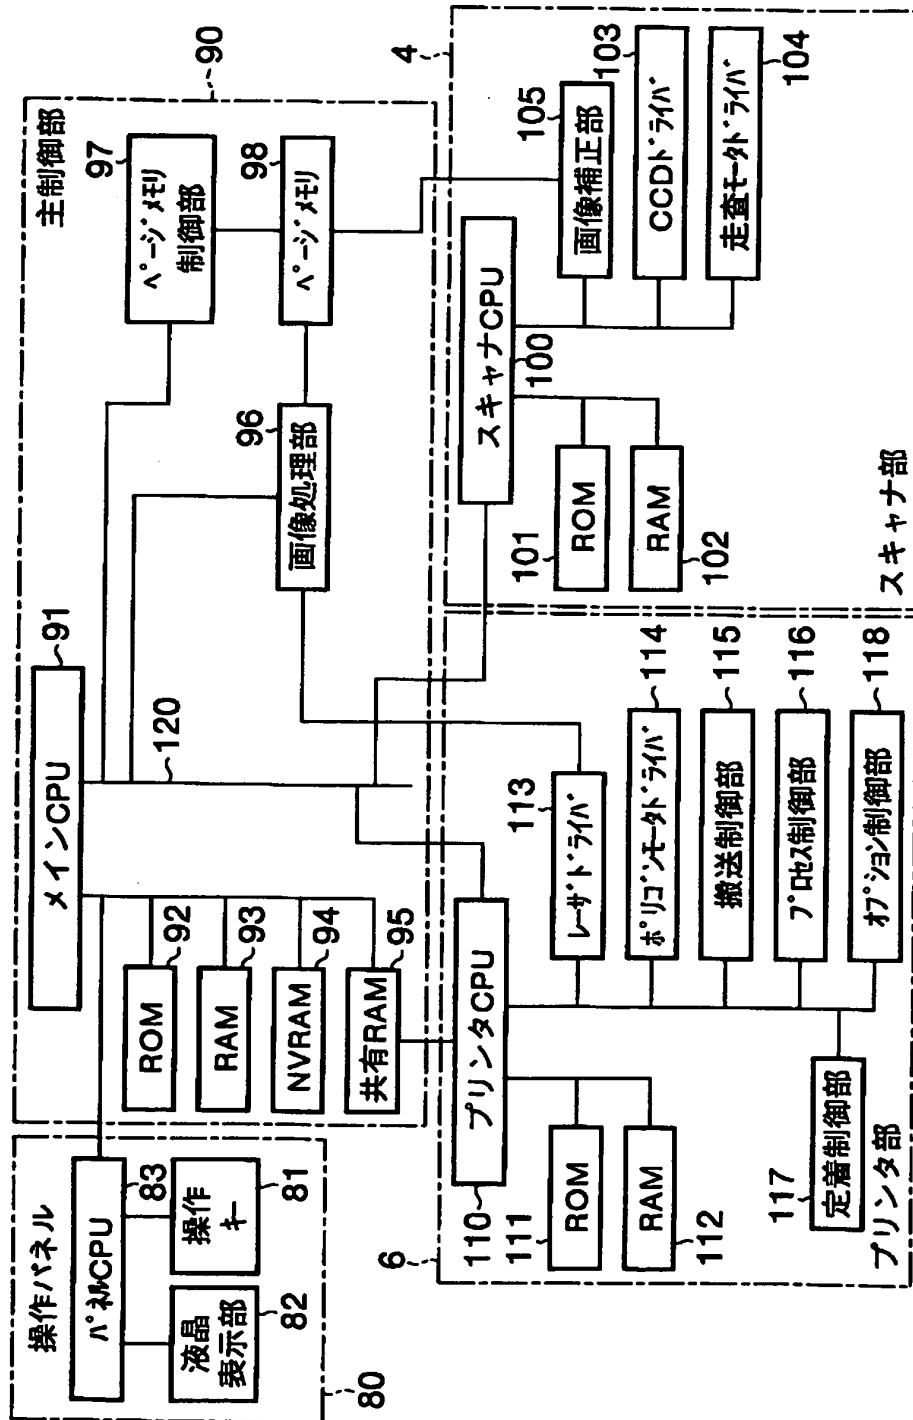 操作パネル
パネルCPU
83
操作
キー
81
液晶
表示部
82
80
主制御部
90
メインCPU
91
120
ROM
92
RAM
93
NVRAM
94
共有RAM
95
画像処理部
96
ページメモリ
制御部
97
ページメモリ
98
プリンタCPU
110
ROM
111
RAM
112
レーザドライバ
113
ポリゴンモータドライバ
114
搬送制御部
115
プロセス制御部
116
定着制御部
117
オプション制御部
118
プリンタ部
6
スキャナCPU
100
ROM
101
RAM
102
画像補正部
105
CCDドライバ
103
走査モータドライバ
104
スキャナ部
4